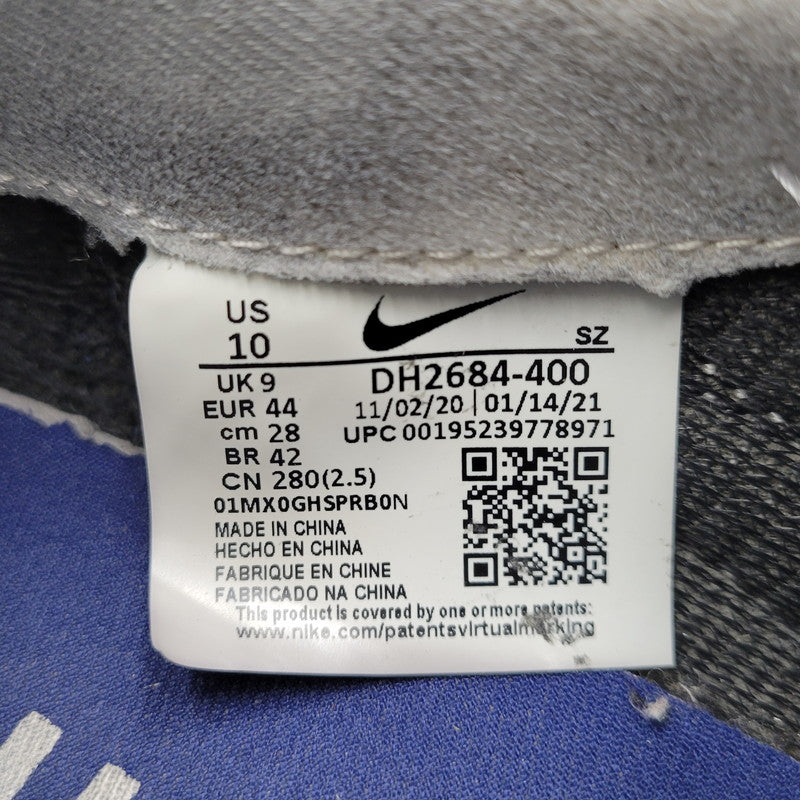 US
10
SZ
UK 9
DH2684-400
EUR 44
11/02/20 | 01/14/21
cm 28
UPC 00195239778971
BR 42
CN 280(2.5)
01MX0GHSPRB0N
MADE IN CHINA
HECHO EN CHINA
FABRIQUE EN CHINE
FABRICADO NA CHINA
This product is covered by one or more patents:
www.nike.com/patentsvirtualmarking